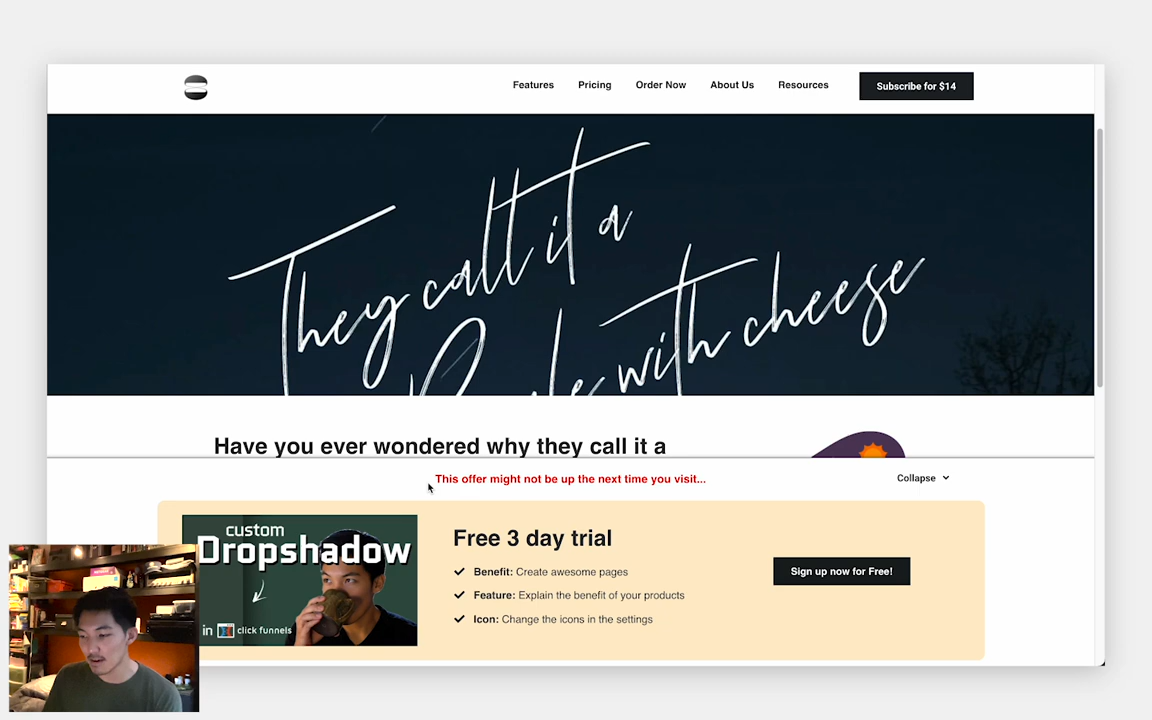 Features Pricing Order Now About Us Resources Subscribe for $14
They call it a
with cheese
Have you ever wondered why they call it a
This offer might not be up the next time you visit...
Collapse
custom
Dropshadow
in click funnels
Free 3 day trial
Benefit: Create awesome pages
Feature: Explain the benefit of your products
Icon: Change the icons in the settings
Sign up now for Free!